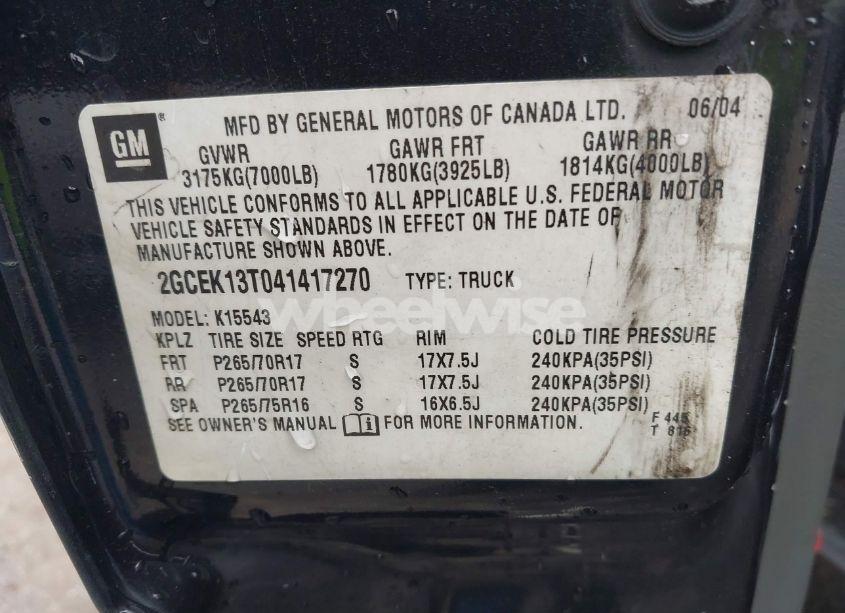 GM ®
MFD BY GENERAL MOTORS OF CANADA LTD. 06/04
GVWR GAWR FRT GAWR RR
3175KG(7000LB) 1780KG(3925LB) 1814KG(4000LB)
THIS VEHICLE CONFORMS TO ALL APPLICABLE U.S. FEDERAL MOTOR
VEHICLE SAFETY STANDARDS IN EFFECT ON THE DATE OF
MANUFACTURE SHOWN ABOVE.
2GCEK13T041417270 TYPE: TRUCK
wheelwise
MODEL: K15543
KPLZ TIRE SIZE SPEED RTG RIM COLD TIRE PRESSURE
FRT P265/70R17 S 17X7.5J 240KPA(35PSI)
RR P265/70R17 S 17X7.5J 240KPA(35PSI)
SPA P265/75R16 S 16X6.5J 240KPA(35PSI)
SEE OWNER'S MANUAL i FOR MORE INFORMATION.
F 445
T 816